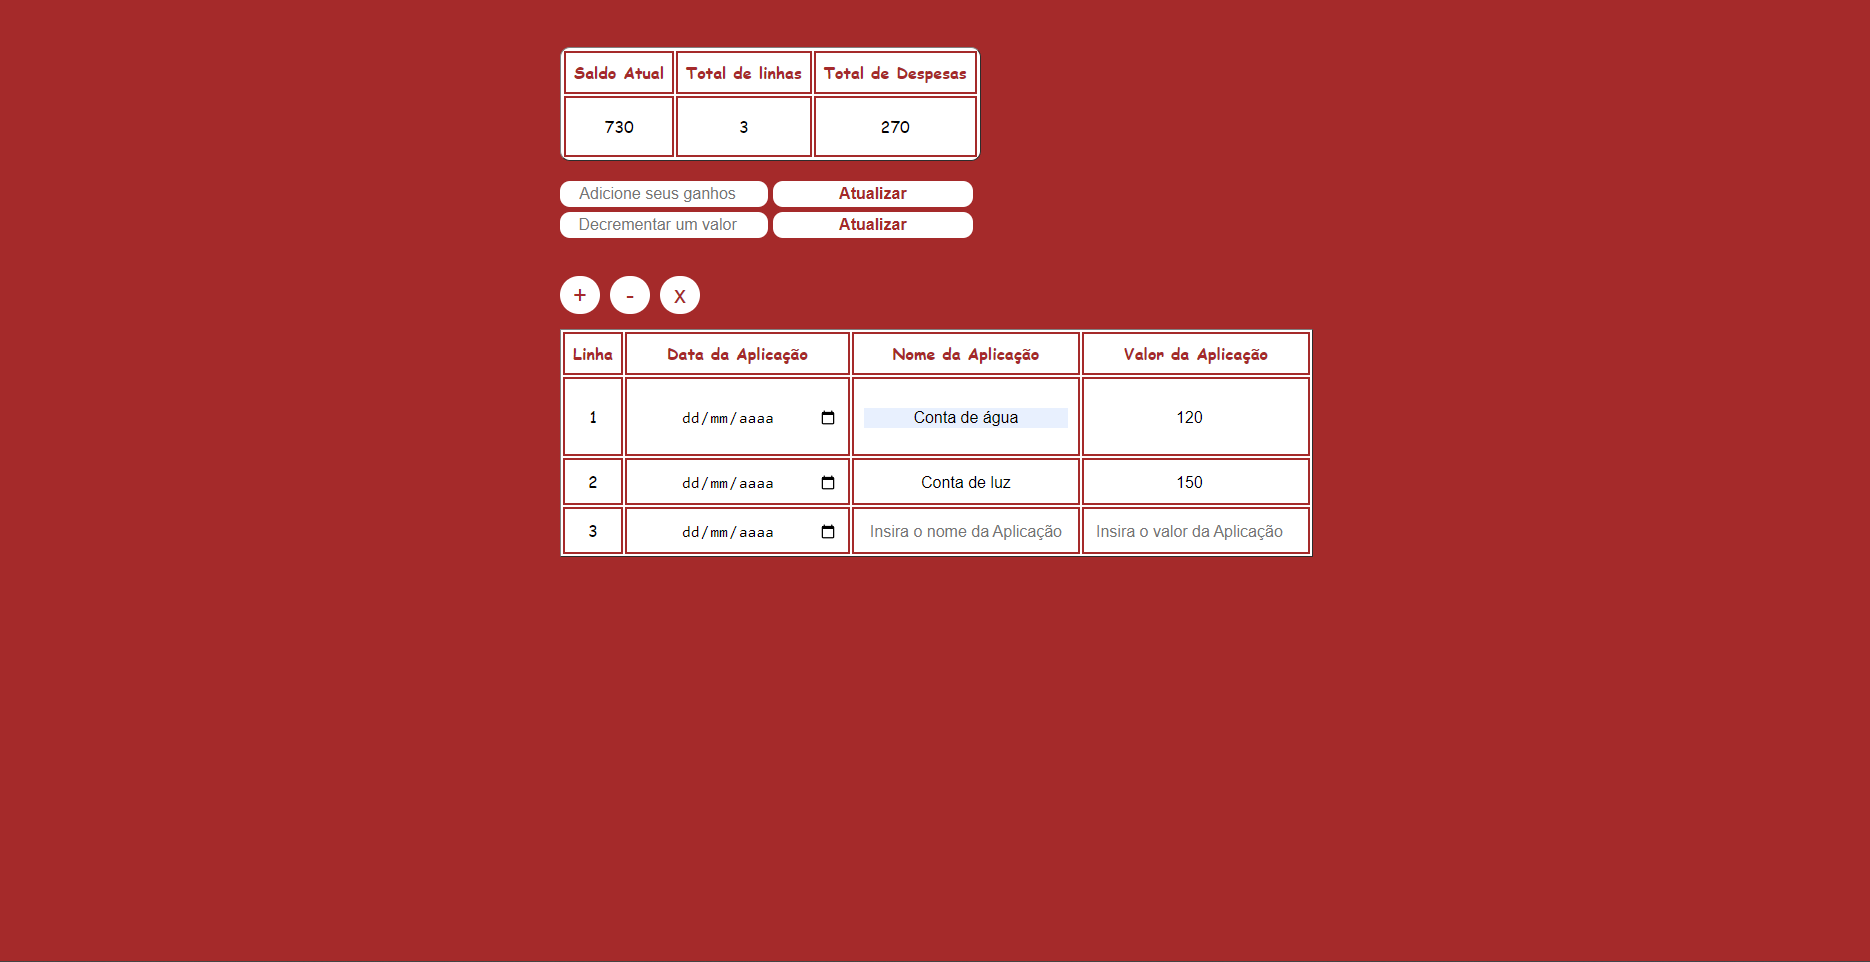 Saldo Atual Total de linhas Total de Despesas
730 3 270
Adicione seus ganhos Atualizar
Decrementar um valor Atualizar
+ - x
Linha Data da Aplicação Nome da Aplicação Valor da Aplicação
1 dd/mm/aaaa Conta de água 120
2 dd/mm/aaaa Conta de luz 150
3 dd/mm/aaaa Insira o nome da Aplicação Insira o valor da Aplicação